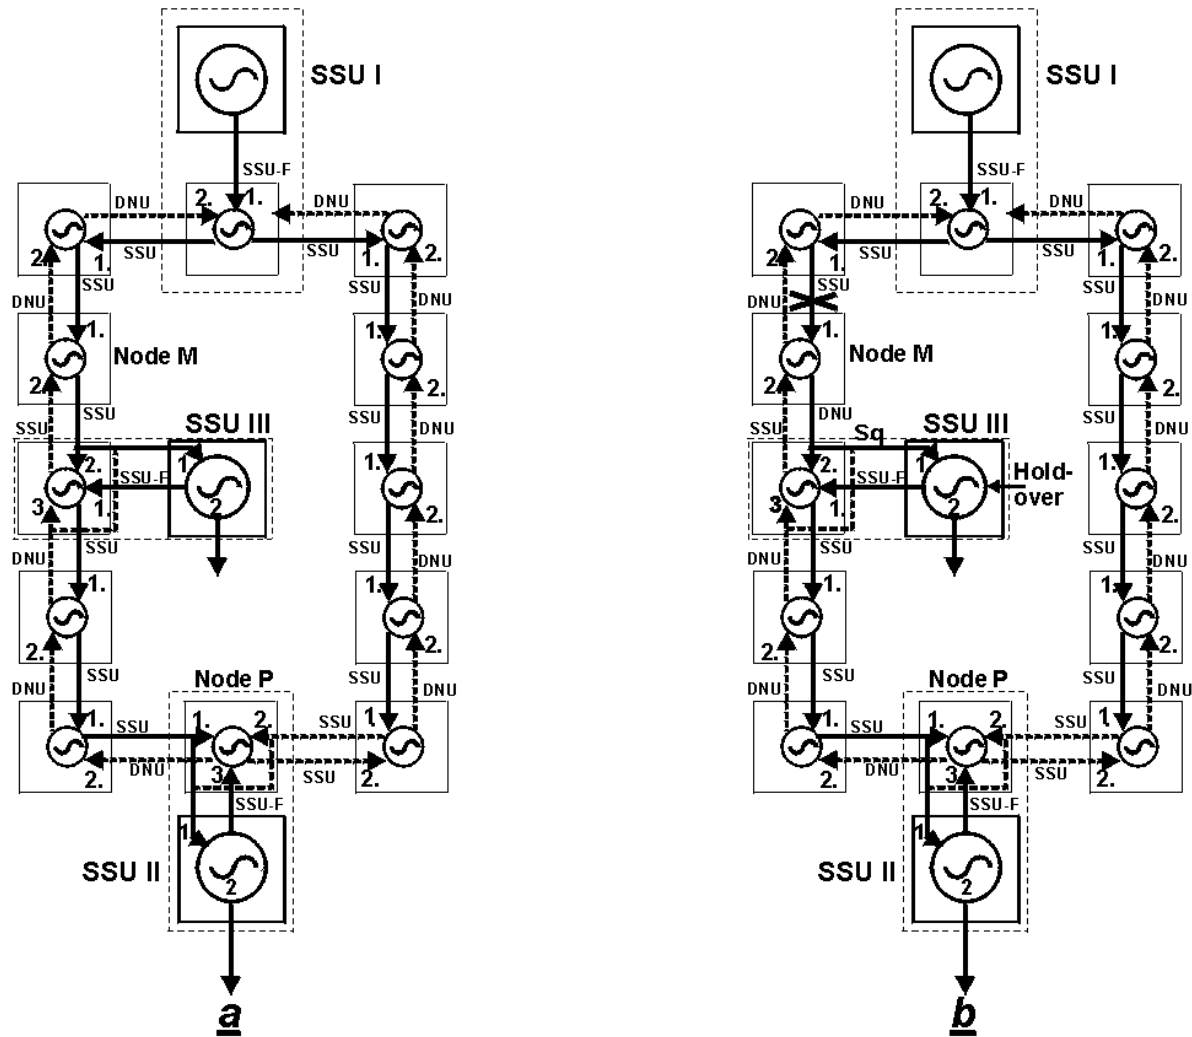 SSU I
SSU-F
DNU
2.
1.
DNU
SSU
SSU
2.
1.
1.
2.
DNU
SSU
SSU
DNU
1.
Node M
1.
2.
2.
SSU
SSU
SSU III
SSU
DNU
2.
1
SSU-F
1.
3
1.
2
2.
DNU
SSU
SSU
DNU
1.
1.
2.
2.
DNU
SSU
Node P
SSU
DNU
1.
SSU
1.
2.
SSU
1
2.
DNU
3
SSU
2.
SSU-F
1
SSU II
2
a
SSU I
SSU-F
DNU
2.
1.
DNU
SSU
SSU
2.
1.
1.
2.
DNU
SSU
SSU
DNU
1.
Node M
1.
2
2.
SSU
DNU
SSU III
SSU
DNU
Sq
2.
1
SSU-F
Hold-
over
1.
3
1.
2
2.
DNU
SSU
SSU
DNU
1.
1.
2.
2.
DNU
SSU
Node P
SSU
DNU
1.
SSU
1.
2.
SSU
1
2.
DNU
3
SSU
2.
SSU-F
1
SSU II
2
b